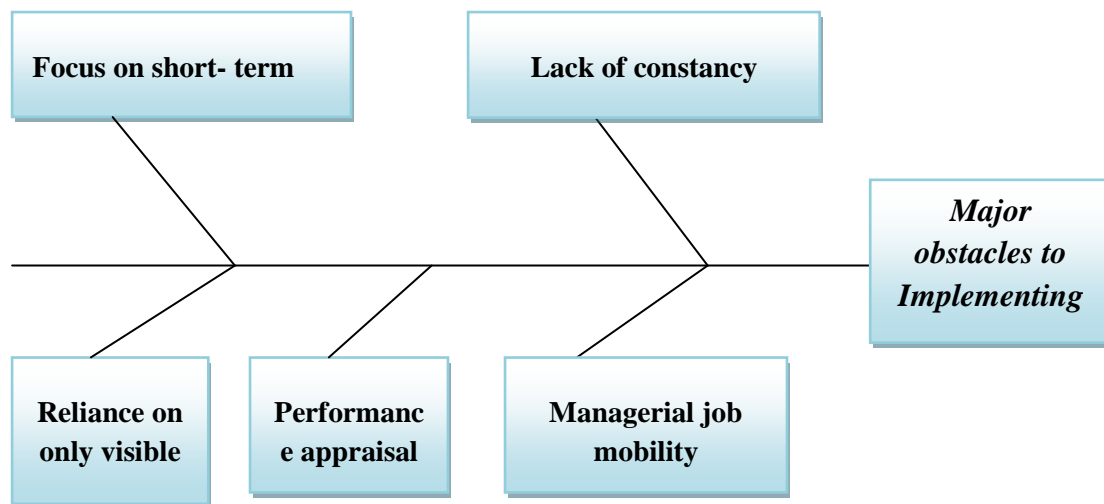 Focus on short- term
Lack of constancy
Major
obstacles to
Implementing
Reliance on
only visible
Performanc
e appraisal
Managerial job
mobility